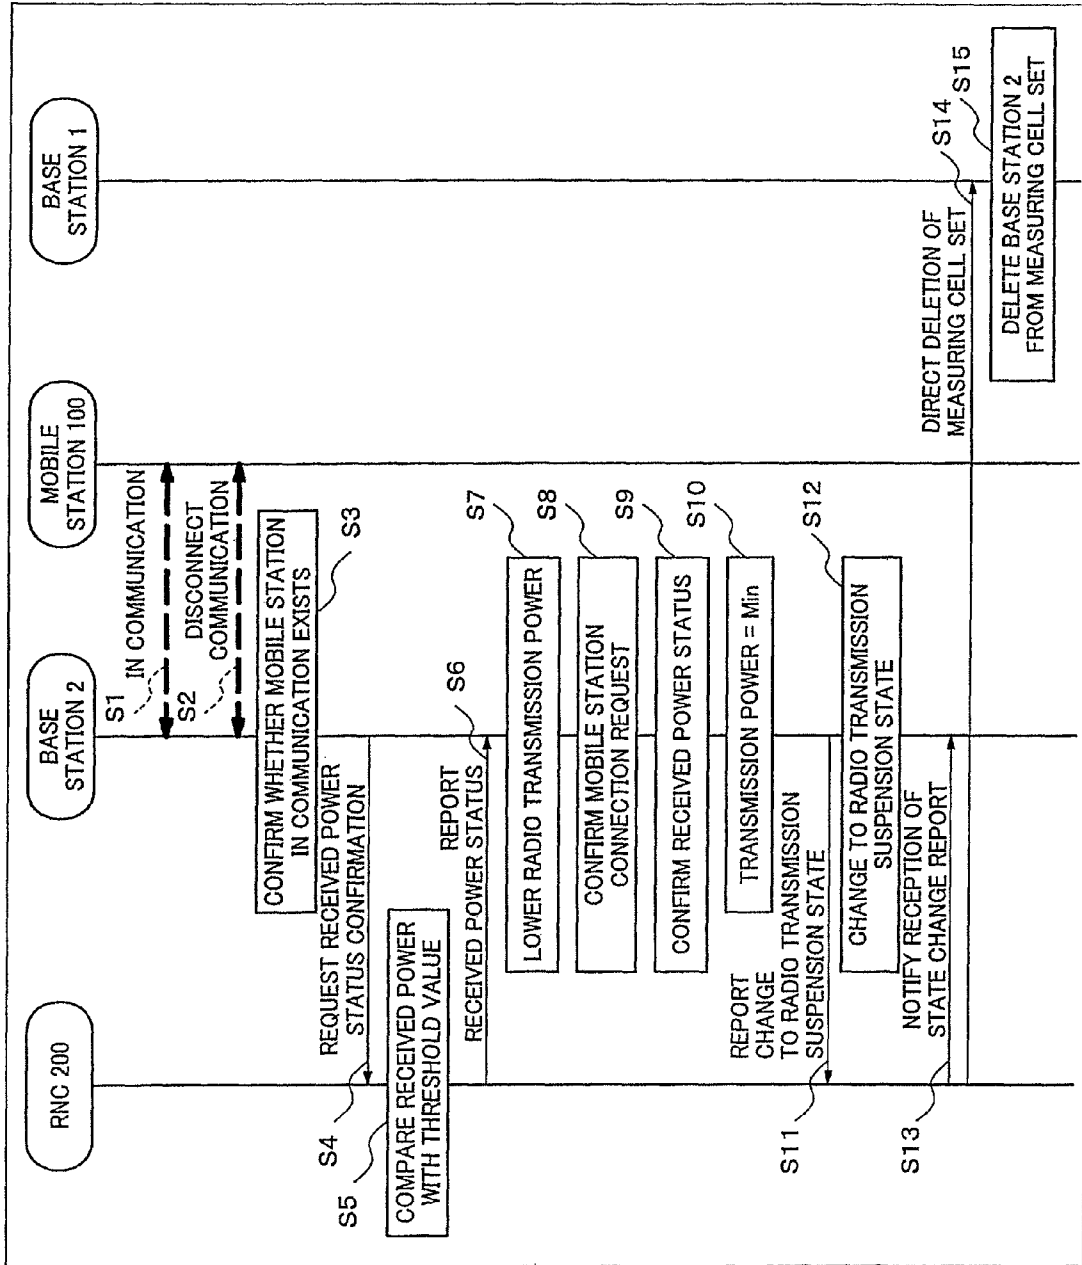 RNC 200
BASE
STATION 2
MOBILE
STATION 100
BASE
STATION 1
S1
IN COMMUNICATION
S2
DISCONNECT
COMMUNICATION
CONFIRM WHETHER MOBILE STATION
IN COMMUNICATION EXISTS
S3
REQUEST RECEIVED POWER
STATUS CONFIRMATION
S4
S5
COMPARE RECEIVED POWER
WITH THRESHOLD VALUE
REPORT
RECEIVED POWER STATUS
S6
LOWER RADIO TRANSMISSION POWER
S7
CONFIRM MOBILE STATION
CONNECTION REQUEST
S8
CONFIRM RECEIVED POWER STATUS
S9
TRANSMISSION POWER = Min
S10
REPORT
CHANGE
TO RADIO TRANSMISSION
SUSPENSION STATE
S11
CHANGE TO RADIO TRANSMISSION
SUSPENSION STATE
S12
NOTIFY RECEPTION OF
STATE CHANGE REPORT
S13
DIRECT DELETION OF
MEASURING CELL SET
S14
DELETE BASE STATION 2
FROM MEASURING CELL SET
S15